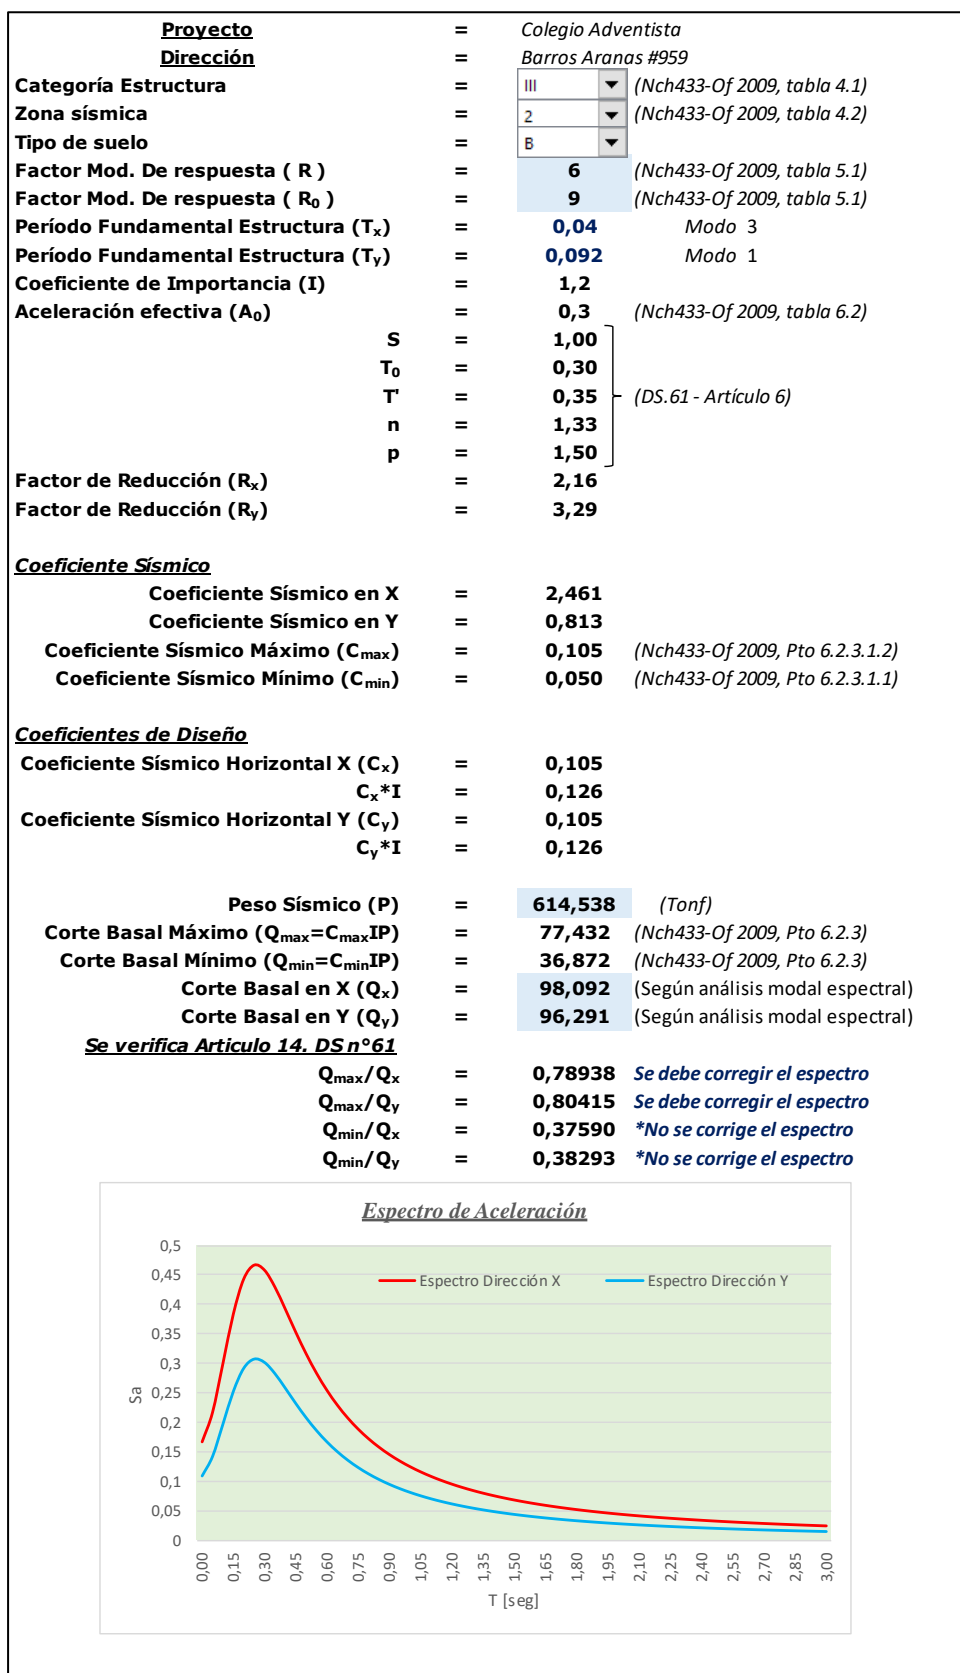 Proyecto = Colegio Adventista
Dirección = Barros Aranas #959
Categoría Estructura = III (Nch433-Of 2009, tabla 4.1)
Zona sísmica = 2 (Nch433-Of 2009, tabla 4.2)
Tipo de suelo = B
Factor Mod. De respuesta ( R ) = 6 (Nch433-Of 2009, tabla 5.1)
Factor Mod. De respuesta ( R₀ ) = 9 (Nch433-Of 2009, tabla 5.1)
Período Fundamental Estructura (Tₓ) = 0,04 Modo 3
Período Fundamental Estructura (Tᵧ) = 0,092 Modo 1
Coeficiente de Importancia (I) = 1,2
Aceleración efectiva (A₀) = 0,3 (Nch433-Of 2009, tabla 6.2)
S = 1,00
T₀ = 0,30
T' = 0,35 (DS.61 - Artículo 6)
n = 1,33
p = 1,50
Factor de Reducción (Rₓ) = 2,16
Factor de Reducción (Rᵧ) = 3,29
Coeficiente Sísmico
Coeficiente Sísmico en X = 2,461
Coeficiente Sísmico en Y = 0,813
Coeficiente Sísmico Máximo (Cmax) = 0,105 (Nch433-Of 2009, Pto 6.2.3.1.2)
Coeficiente Sísmico Mínimo (Cmin) = 0,050 (Nch433-Of 2009, Pto 6.2.3.1.1)
Coeficientes de Diseño
Coeficiente Sísmico Horizontal X (Cₓ) = 0,105
Cₓ*I = 0,126
Coeficiente Sísmico Horizontal Y (Cᵧ) = 0,105
Cᵧ*I = 0,126
Peso Sísmico (P) = 614,538 (Tonf)
Corte Basal Máximo (Qmax=CmaxIP) = 77,432 (Nch433-Of 2009, Pto 6.2.3)
Corte Basal Mínimo (Qmin=CminIP) = 36,872 (Nch433-Of 2009, Pto 6.2.3)
Corte Basal en X (Qₓ) = 98,092 (Según análisis modal espectral)
Corte Basal en Y (Qᵧ) = 96,291 (Según análisis modal espectral)
Se verifica Articulo 14. DS n°61
Qmax/Qₓ = 0,78938 Se debe corregir el espectro
Qmax/Qᵧ = 0,80415 Se debe corregir el espectro
Qmin/Qₓ = 0,37590 *No se corrige el espectro
Qmin/Qᵧ = 0,38293 *No se corrige el espectro
Espectro de Aceleración
Espectro Dirección X Espectro Dirección Y
0,5
0,45
0,4
0,35
0,3
0,25
0,2
0,15
0,1
0,05
0
Sa
0,00 0,15 0,30 0,45 0,60 0,75 0,90 1,05 1,20 1,35 1,50 1,65 1,80 1,95 2,10 2,25 2,40 2,55 2,70 2,85 3,00
T [seg]